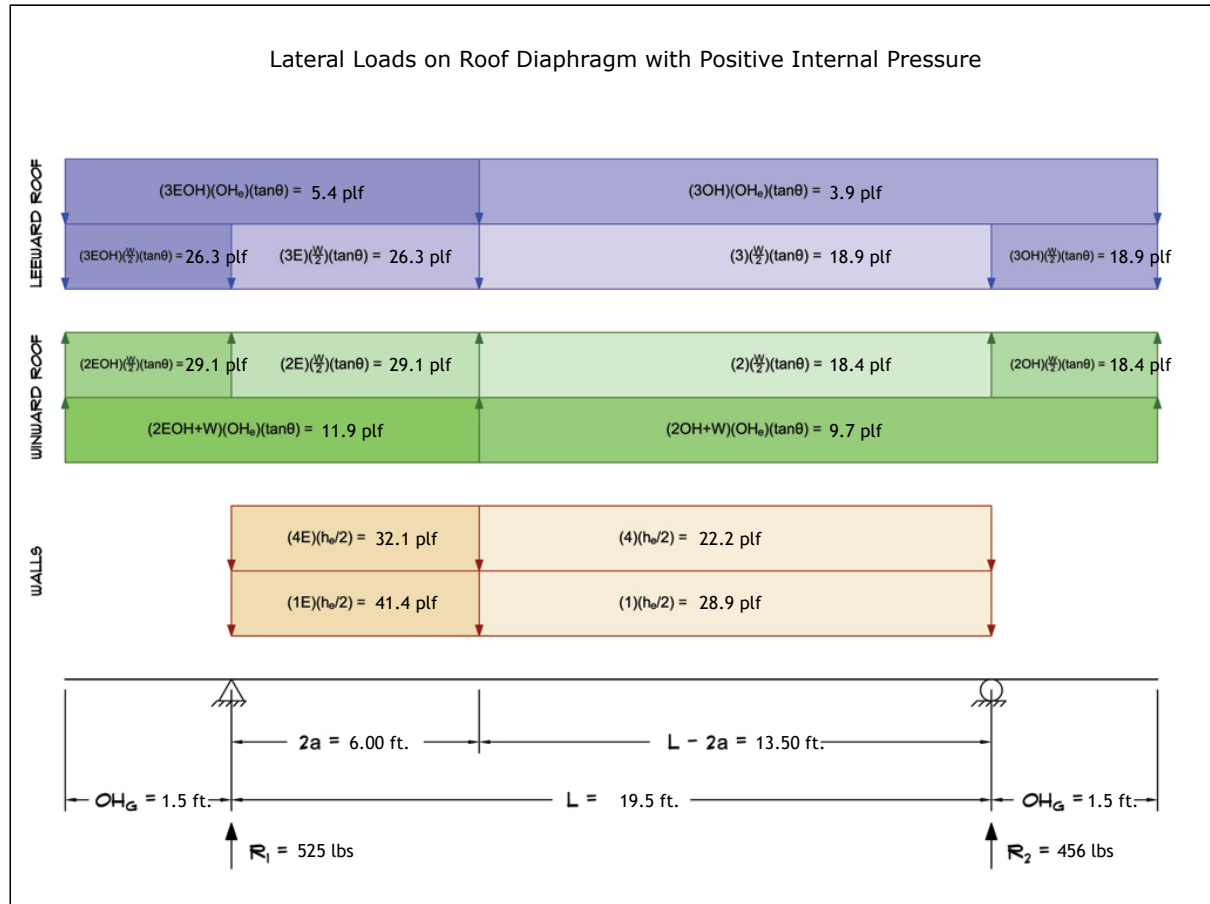 Lateral Loads on Roof Diaphragm with Positive Internal Pressure
LEEWARD ROOF
(3EOH)(OHₑ)(tanθ) = 5.4 plf
(3OH)(OHₑ)(tanθ) = 3.9 plf
(3EOH)(W/2)(tanθ) = 26.3 plf
(3E)(W/2)(tanθ) = 26.3 plf
(3)(W/2)(tanθ) = 18.9 plf
(3OH)(W/2)(tanθ) = 18.9 plf
WINWARD ROOF
(2EOH)(W/2)(tanθ) = 29.1 plf
(2E)(W/2)(tanθ) = 29.1 plf
(2)(W/2)(tanθ) = 18.4 plf
(2OH)(W/2)(tanθ) = 18.4 plf
(2EOH+W)(OHₑ)(tanθ) = 11.9 plf
(2OH+W)(OHₑ)(tanθ) = 9.7 plf
WALLS
(4E)(hₑ/2) = 32.1 plf
(4)(hₑ/2) = 22.2 plf
(1E)(hₑ/2) = 41.4 plf
(1)(hₑ/2) = 28.9 plf
2a = 6.00 ft.
L - 2a = 13.50 ft.
OH_G = 1.5 ft.
L = 19.5 ft.
OH_G = 1.5 ft.
R₁ = 525 lbs
R₂ = 456 lbs